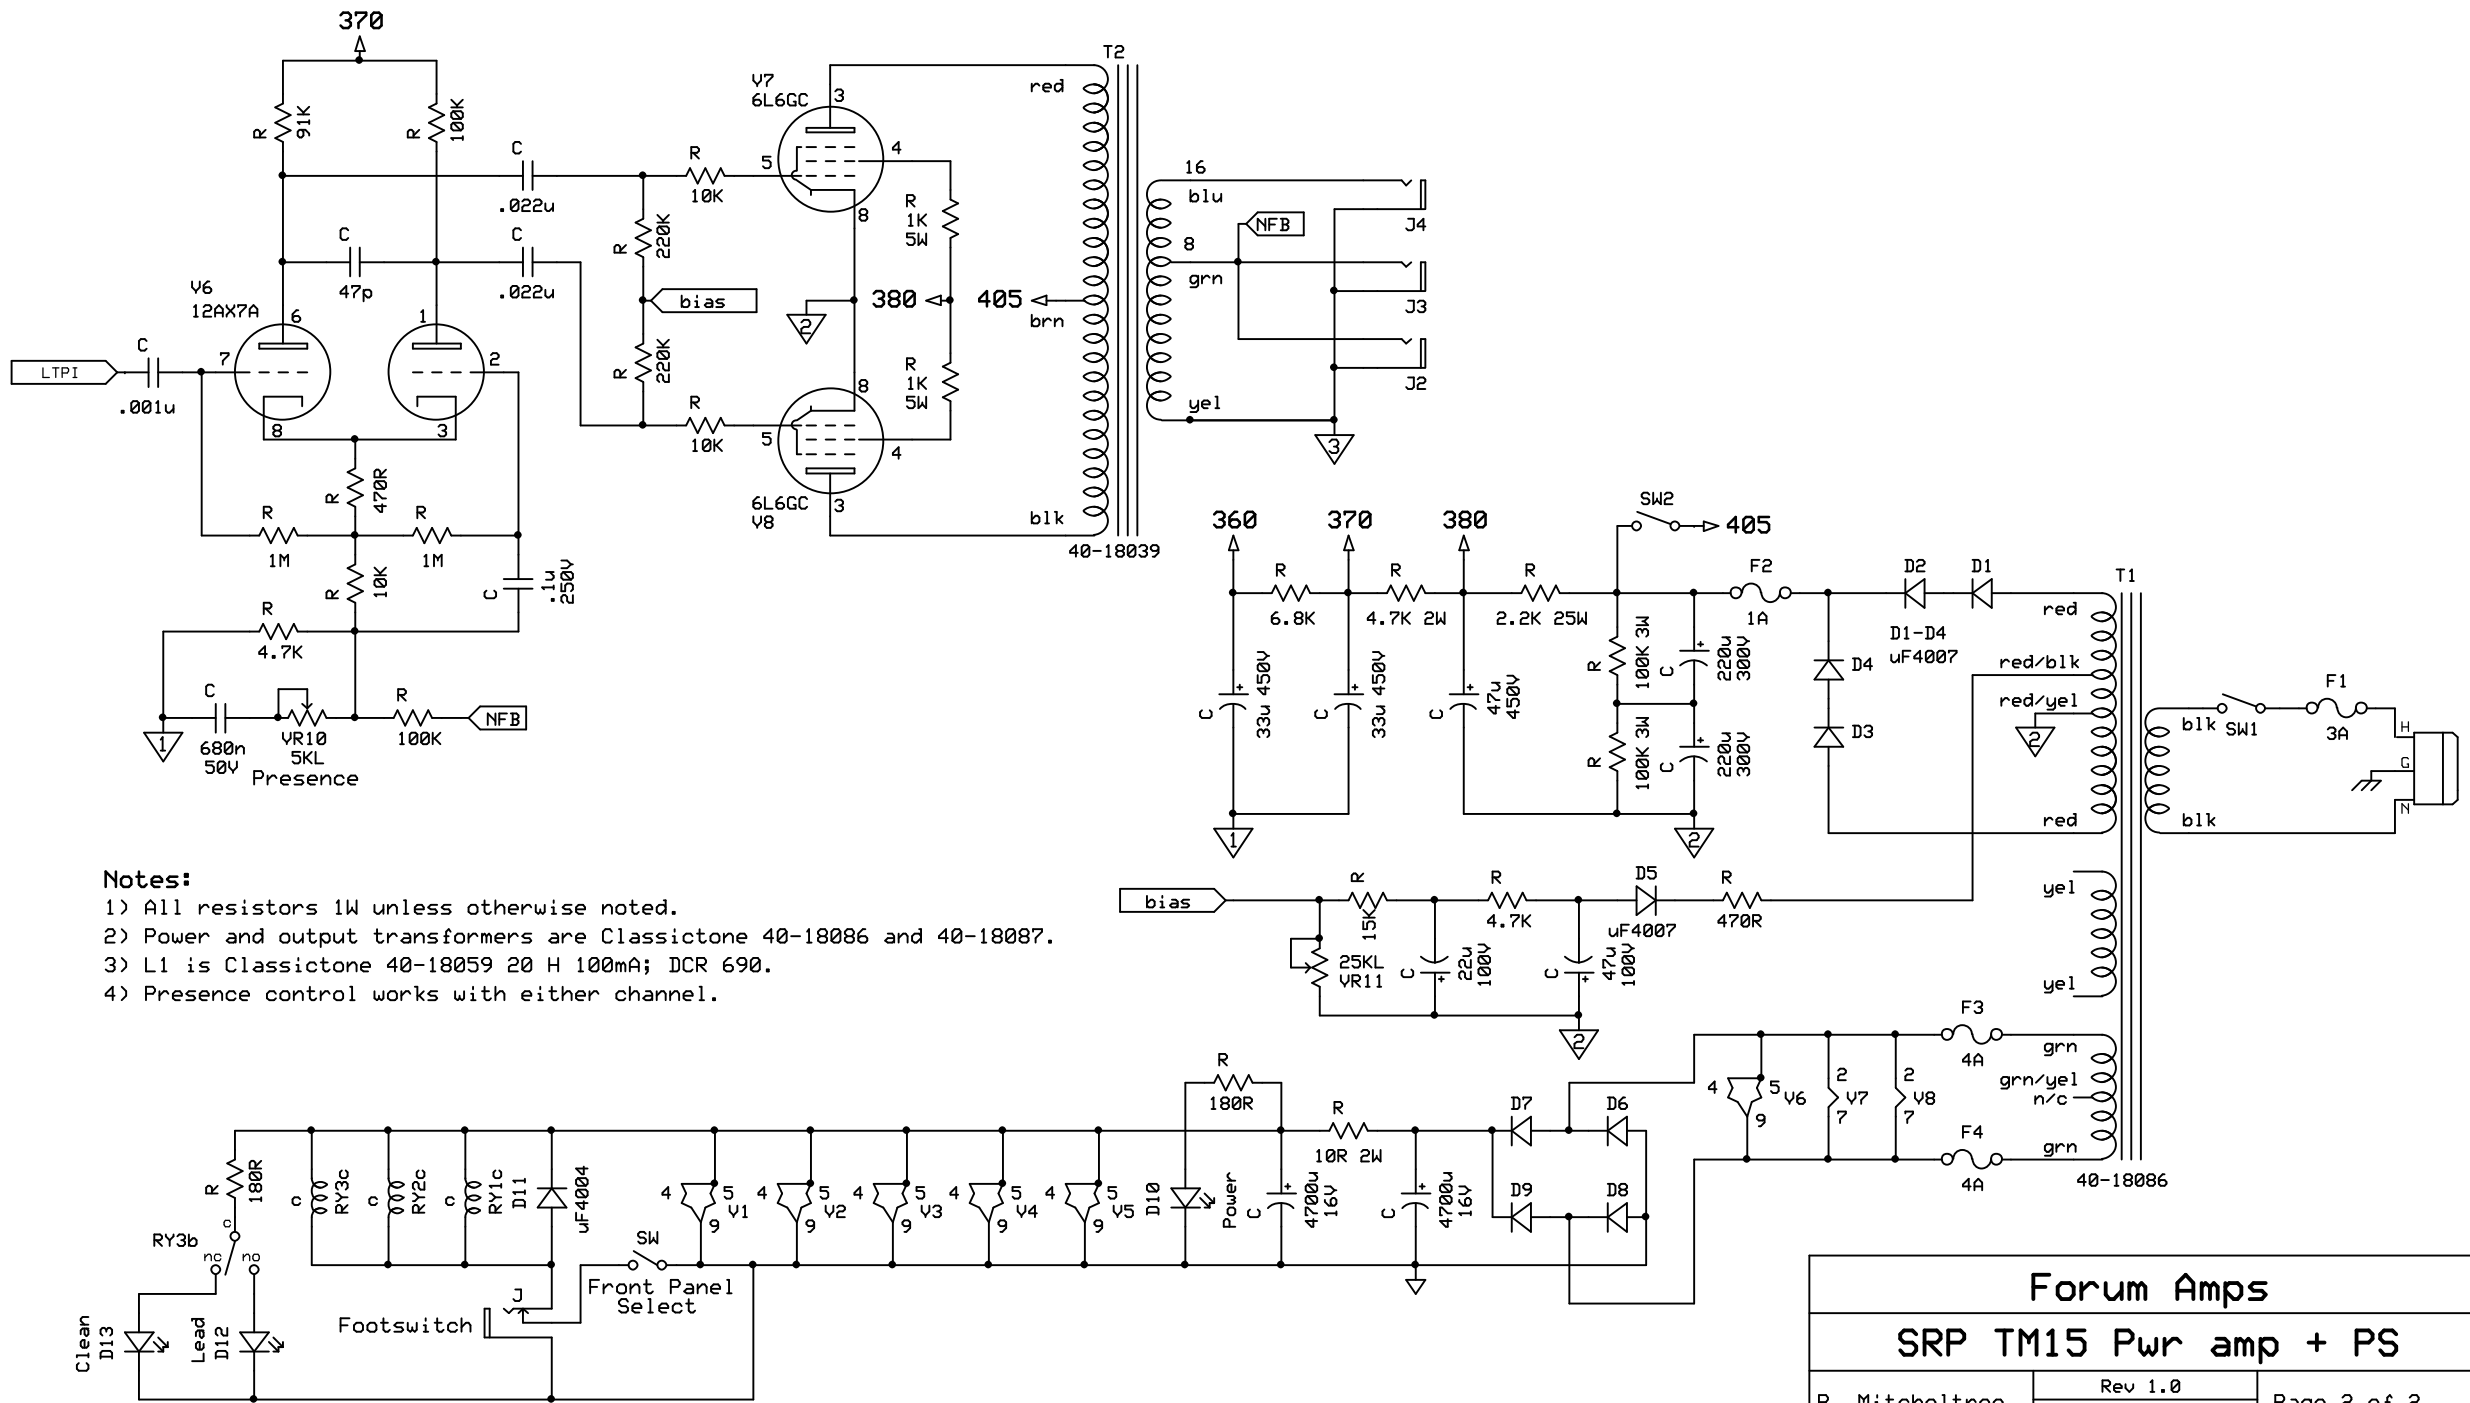 370
R
91K
R
100K
C
.022u
C
47p
C
.022u
V6
12AX7A
6
1
7
2
8
3
LTPI
C
.001u
R
220K
R
220K
bias
R
10K
R
10K
V7
6L6GC
3
4
5
8
R
1K
5W
2
380
405
8
R
1K
5W
5
4
3
6L6GC
V8
T2
red
brn
blk
40-18039
16
blu
8
grn
yel
NFB
J4
J3
J2
3
R
470R
R
1M
R
1M
R
10K
C
.1u
250V
R
4.7K
C
680n
50V
VR10
5KL
Presence
R
100K
NFB
1
360
370
380
SW2
405
R
6.8K
R
4.7K 2W
R
2.2K 25W
F2
1A
D2
D1
D1-D4
uF4007
D4
D3
C
33u 450V
C
33u 450V
C
47u
450V
R
100K 3W
R
100K 3W
C
220u
300V
C
220u
300V
1
2
T1
red
red/blk
red/yel
2
red
blk
SW1
F1
3A
H
G
N
blk
yel
yel
grn
grn/yel
n/c
grn
40-18086
bias
R
15K
25KL
VR11
C
22u
100V
R
4.7K
C
47u
100V
D5
uF4007
R
470R
2
Notes:
1) All resistors 1W unless otherwise noted.
2) Power and output transformers are Classictone 40-18086 and 40-18087.
3) L1 is Classictone 40-18059 20 H 100mA; DCR 690.
4) Presence control works with either channel.
F3
4A
F4
4A
4
5
9
V6
2
V7
7
2
V8
7
D7
D6
D9
D8
R
180R
R
10R 2W
C
4700u
16V
C
4700u
16V
D10
Power
4
5
9
V1
4
5
9
V2
4
5
9
V3
4
5
9
V4
4
5
9
V5
R
180R
C
RY3c
C
RY2c
C
RY1c
D11
uF4004
RY3b
c
nc
no
SW
Front Panel
Select
J
Footswitch
Clean
D13
Lead
D12
Forum Amps
SRP TM15 Pwr amp + PS
Rev 1.0
R. Mitcheltree
Page 2 of 2